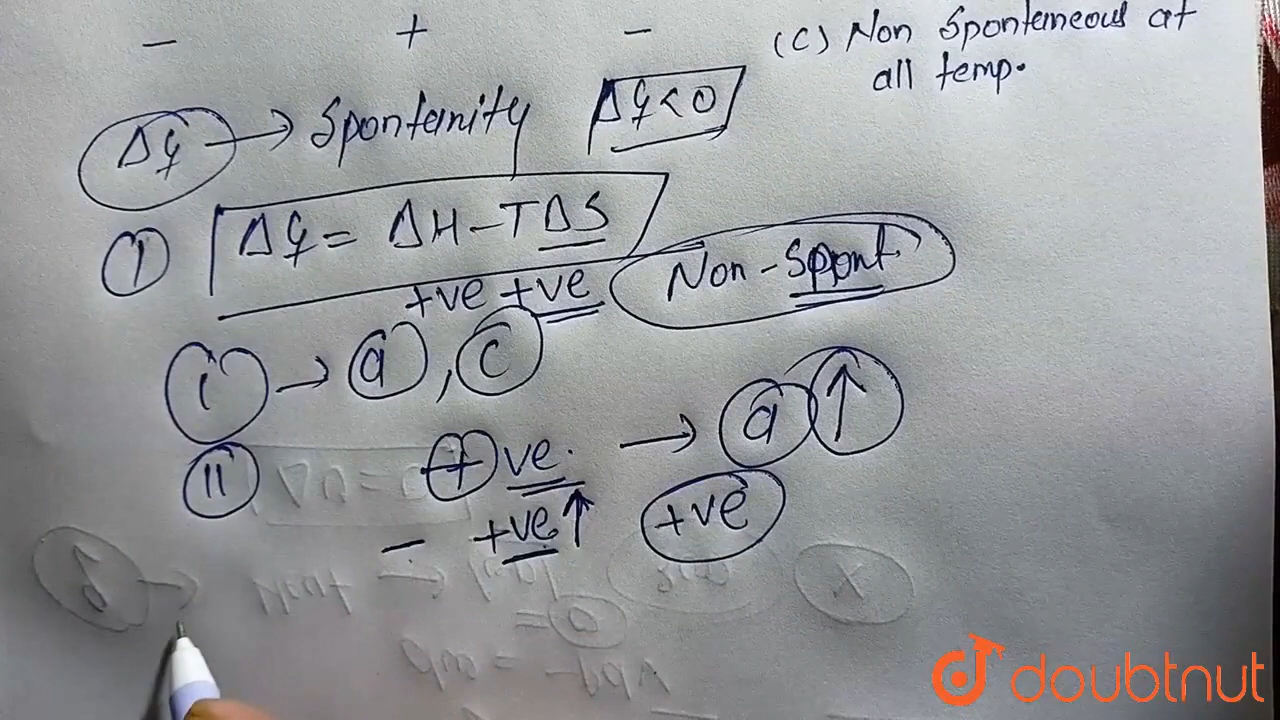 − + −
(C) Non Spontaneous at
all temp.
ΔG → Spontanity ΔG<0
(I) ΔG = ΔH-TΔS
+ve +ve Non-Spont.
(i) → (a), (c)
(II) (+)ve. → (a) ↑
− +ve ↑ +ve
doubtnut